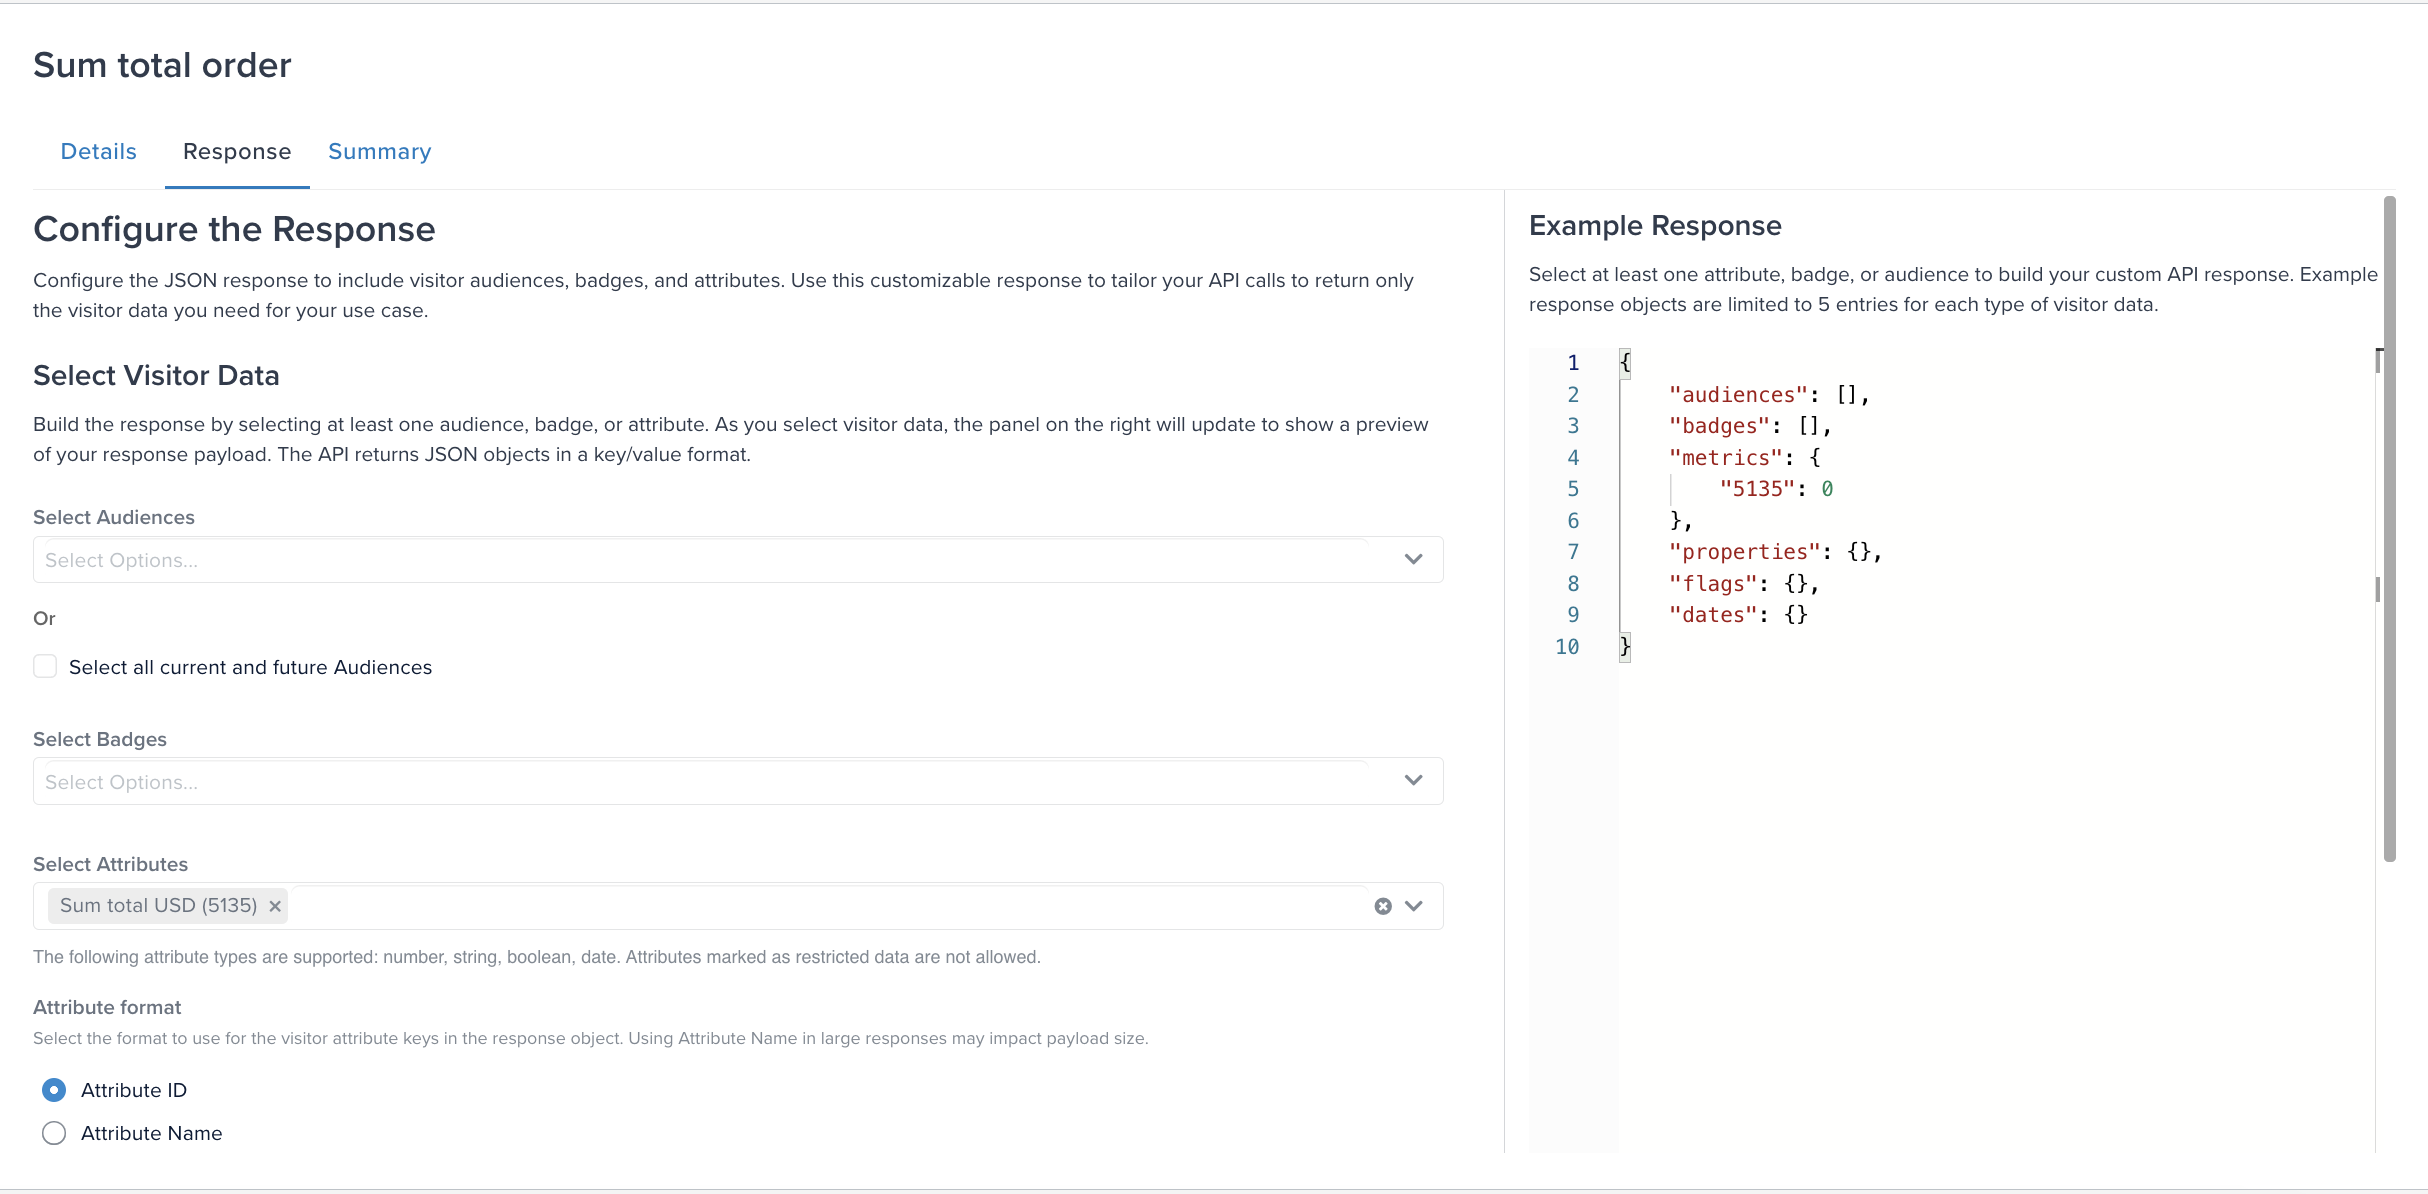 Sum total order
Details
Response
Summary
Configure the Response
Configure the JSON response to include visitor audiences, badges, and attributes. Use this customizable response to tailor your API calls to return only
the visitor data you need for your use case.
Select Visitor Data
Build the response by selecting at least one audience, badge, or attribute. As you select visitor data, the panel on the right will update to show a preview
of your response payload. The API returns JSON objects in a key/value format.
Select Audiences
Select Options...
Or
Select all current and future Audiences
Select Badges
Select Options...
Select Attributes
Sum total USD (5135) ×
The following attribute types are supported: number, string, boolean, date. Attributes marked as restricted data are not allowed.
Attribute format
Select the format to use for the visitor attribute keys in the response object. Using Attribute Name in large responses may impact payload size.
Attribute ID
Attribute Name
Example Response
Select at least one attribute, badge, or audience to build your custom API response. Example
response objects are limited to 5 entries for each type of visitor data.
1 {
2 "audiences": [],
3 "badges": [],
4 "metrics": {
5 "5135": 0
6 },
7 "properties": {},
8 "flags": {},
9 "dates": {}
10 }